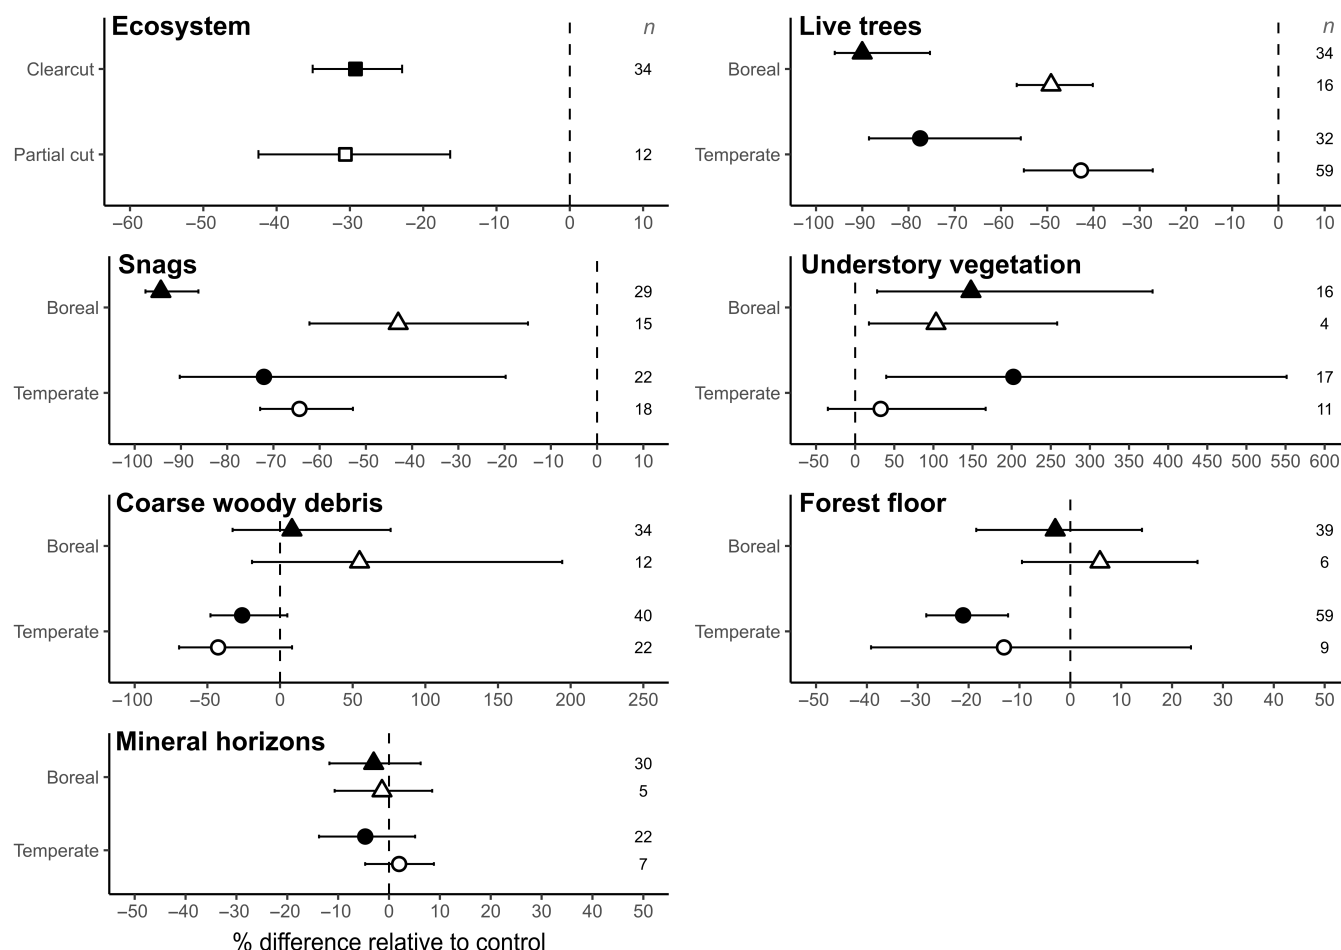 Ecosystem
n
Clearcut
34
Partial cut
12
–60 –50 –40 –30 –20 –10 0 10
Live trees
n
34
Boreal
16
32
Temperate
59
–100 –90 –80 –70 –60 –50 –40 –30 –20 –10 0 10
Snags
29
Boreal
15
22
Temperate
18
–100 –90 –80 –70 –60 –50 –40 –30 –20 –10 0 10
Understory vegetation
16
Boreal
4
17
Temperate
11
–50 0 50 100 150 200 250 300 350 400 450 500 550 600
Coarse woody debris
34
Boreal
12
40
Temperate
22
–100 –50 0 50 100 150 200 250
Forest floor
39
Boreal
6
59
Temperate
9
–50 –40 –30 –20 –10 0 10 20 30 40 50
Mineral horizons
30
Boreal
5
22
Temperate
7
–50 –40 –30 –20 –10 0 10 20 30 40 50
% difference relative to control